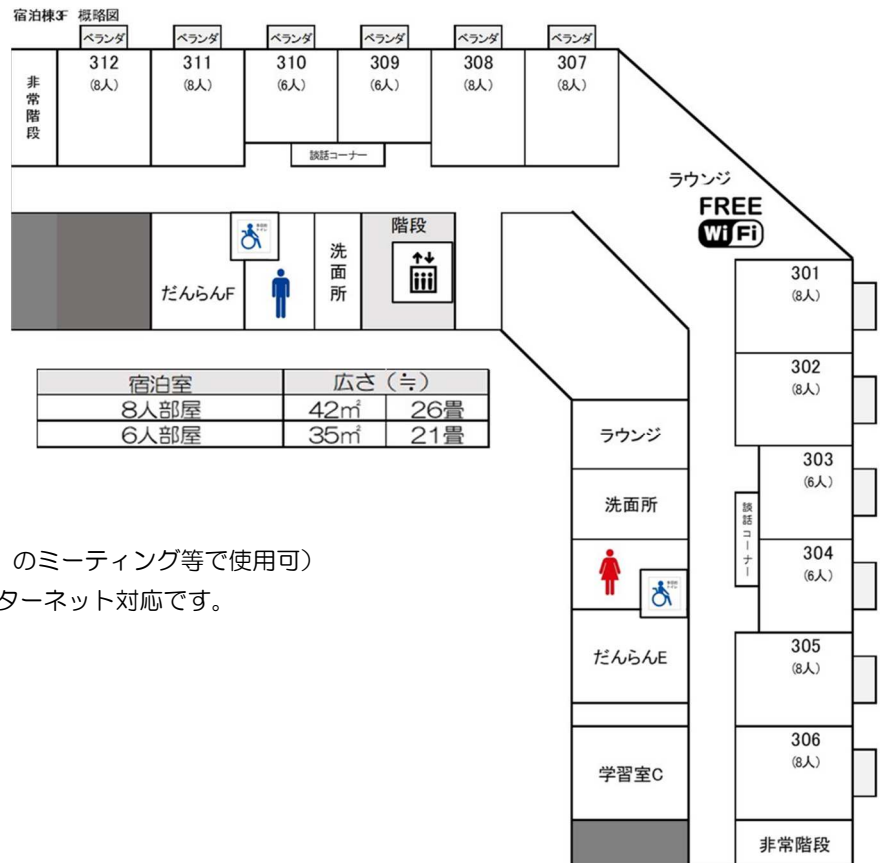 宿泊棟3F 概略図
ベランダ ベランダ ベランダ ベランダ ベランダ ベランダ
非常階段
312
(8人)
311
(8人)
310
(6人)
309
(6人)
308
(8人)
307
(8人)
談話コーナー
ラウンジ
FREE
Wi Fi
だんらんF
洗面所
階段
301
(8人)
302
(8人)
303
(6人)
304
(6人)
305
(8人)
306
(8人)
談話コーナー
非常階段
ラウンジ
洗面所
だんらんE
学習室C
宿泊室 広さ(≒)
8人部屋 42㎡ 26畳
6人部屋 35㎡ 21畳
のミーティング等で使用可)
ターネット対応です。